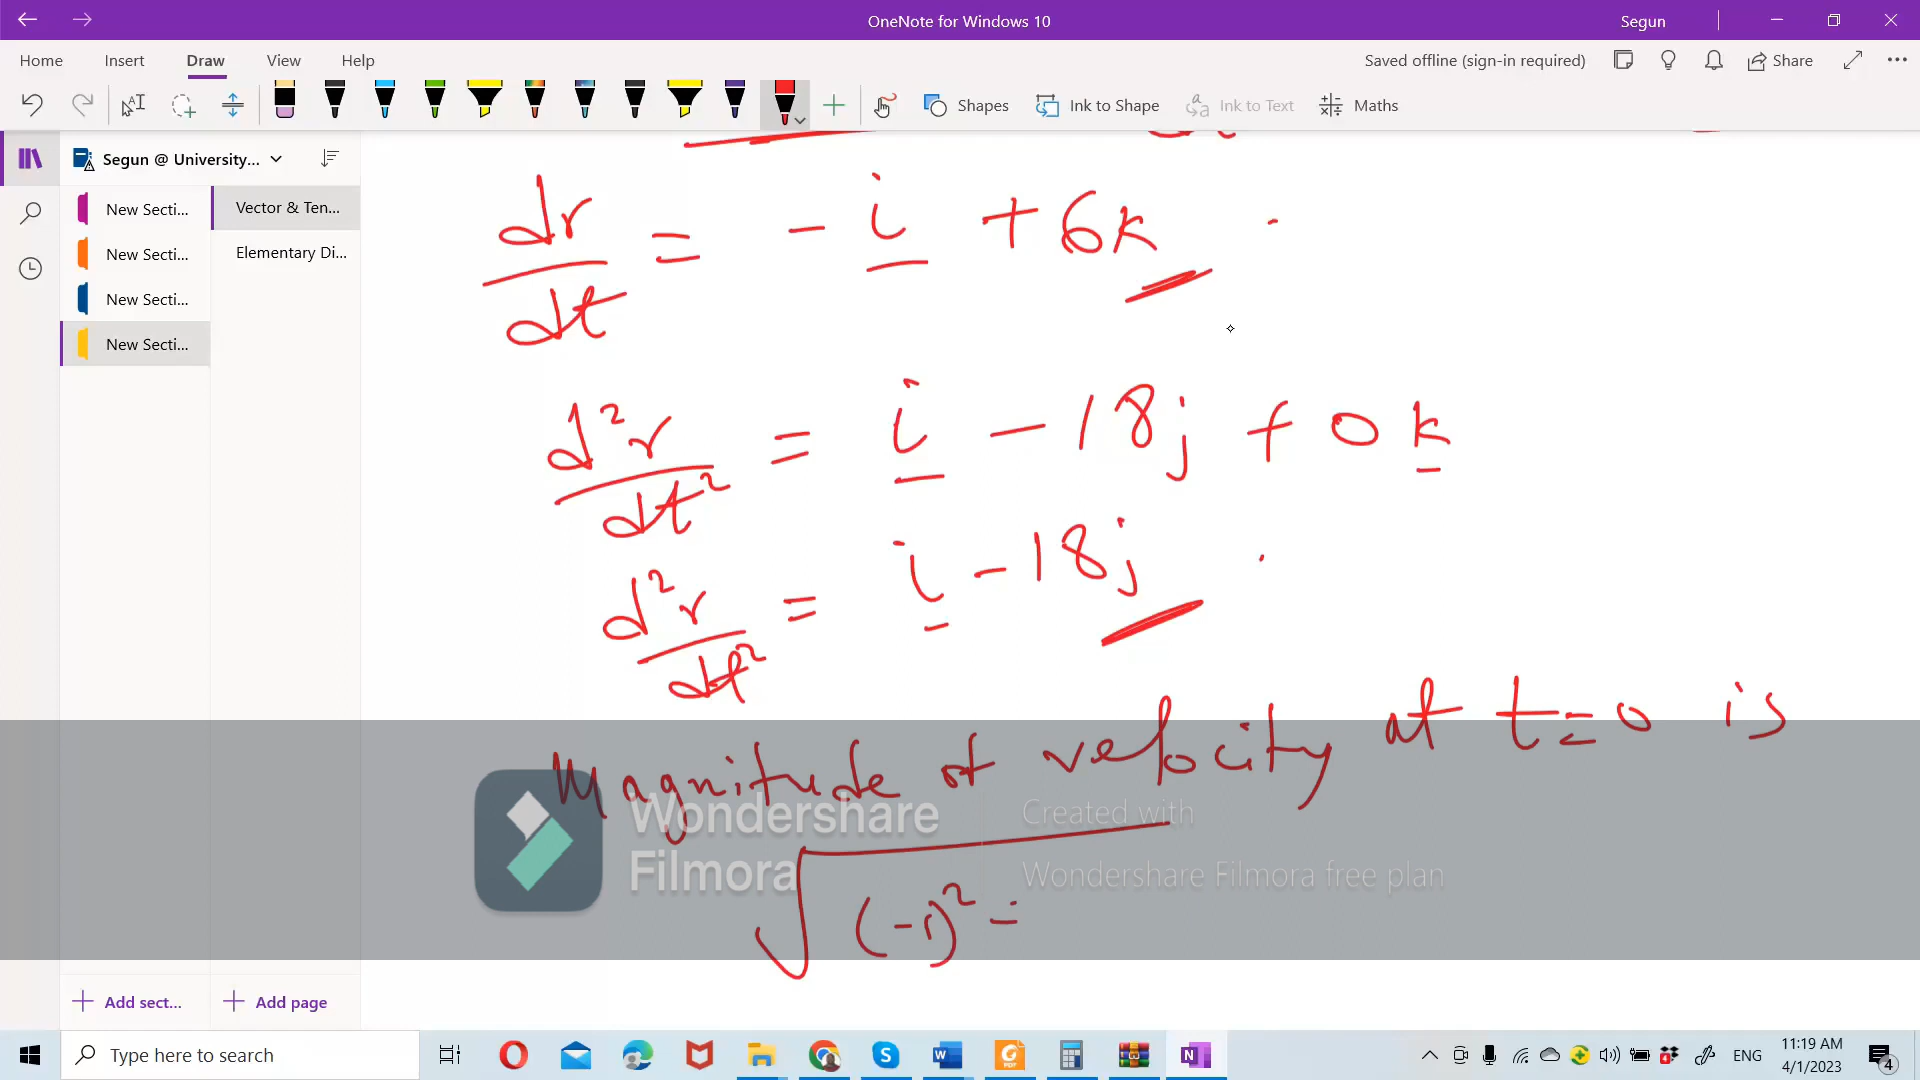 OneNote for Windows 10
Segun
Home Insert Draw View Help
Saved offline (sign-in required) Share
Shapes Ink to Shape Ink to Text Maths
Segun @ University...
New Secti...
New Secti...
New Secti...
New Secti...
Vector & Ten...
Elementary Di...
dr/dt = - i + 6k
d²r/dt² = i - 18j + 0k
d²r/dt² = i - 18j
Magnitude of velocity at t=0 is
√(-1)² =
Wondershare
Filmora
Created with
Wondershare Filmora free plan
Add sect... Add page
Type here to search
ENG
11:19 AM
4/1/2023
4